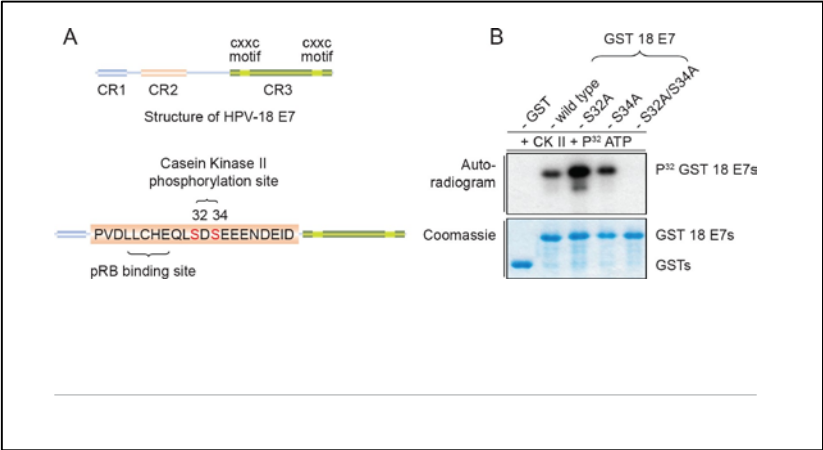 A
cxxc cxxc
motif motif
CR1 CR2 CR3
Structure of HPV-18 E7
Casein Kinase II
phosphorylation site
32 34
PVDLLCHEQLSDSEEENDEID
pRB binding site
B
GST 18 E7
- GST
- wild type
- S32A
- S34A
- S32A/S34A
+ CK II + P³² ATP
Auto-
radiogram
P³² GST 18 E7s
Coomassie
GST 18 E7s
GSTs